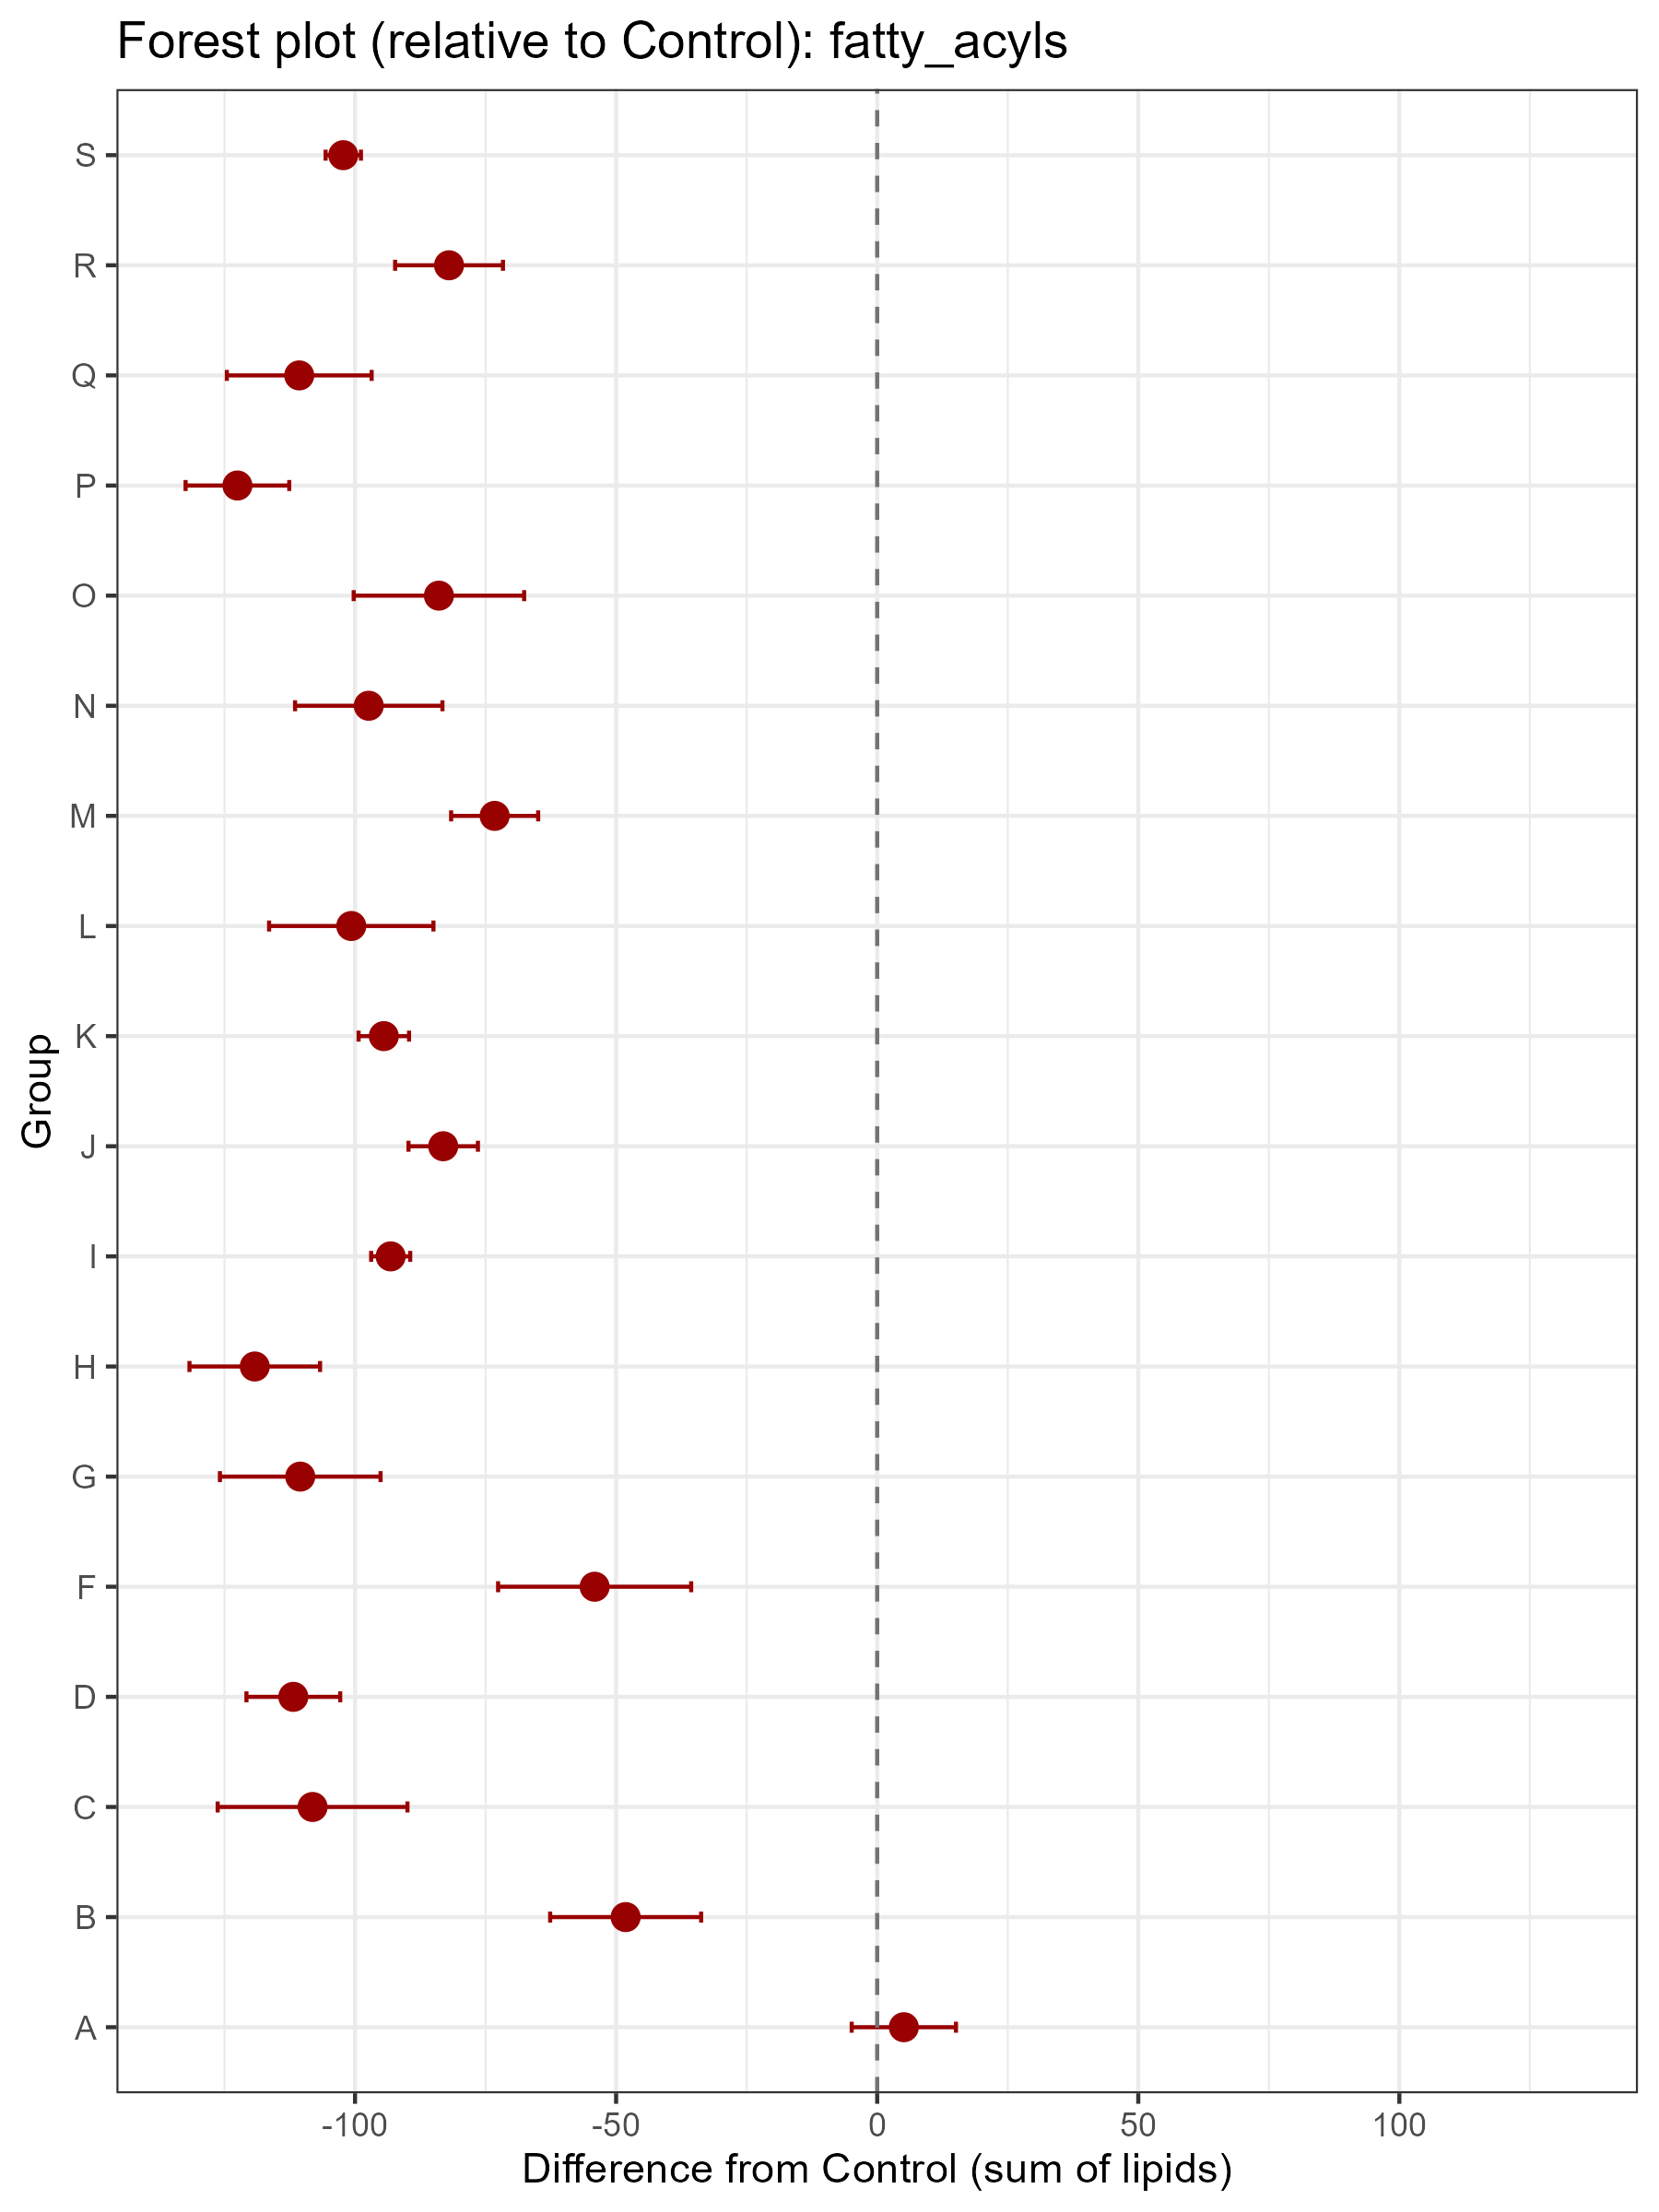 Forest plot (relative to Control): fatty_acyls
S
R
Q
P
O
N
M
L
K
J
I
H
G
F
D
C
B
A
Group
-100 -50 0 50 100
Difference from Control (sum of lipids)